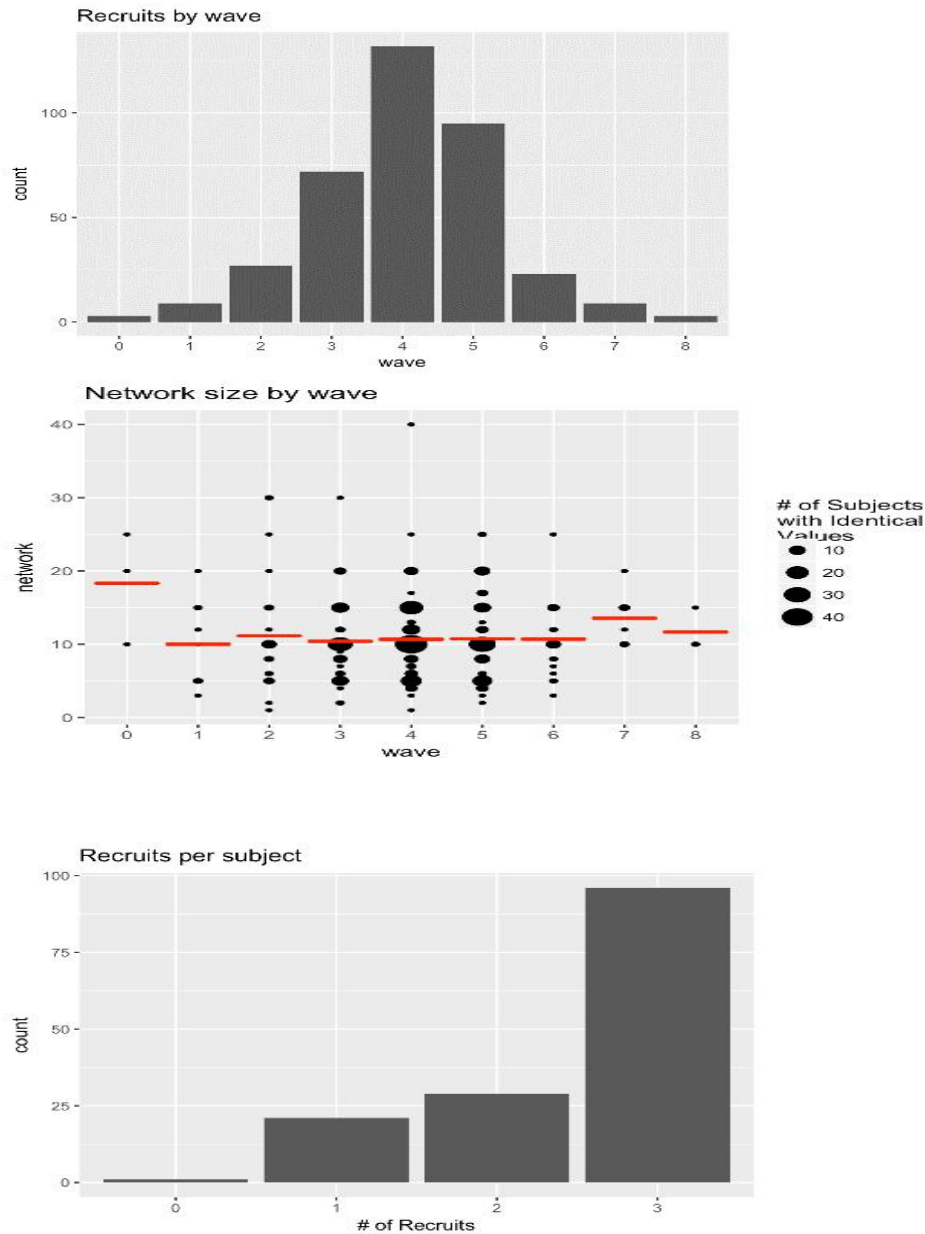 Recruits by wave
100
50
0
count
0 1 2 3 4 5 6 7 8
wave
Network size by wave
40
30
20
10
0
network
0 1 2 3 4 5 6 7 8
wave
# of Subjects
with Identical
Values
10
20
30
40
Recruits per subject
100
75
50
25
0
count
0 1 2 3
# of Recruits